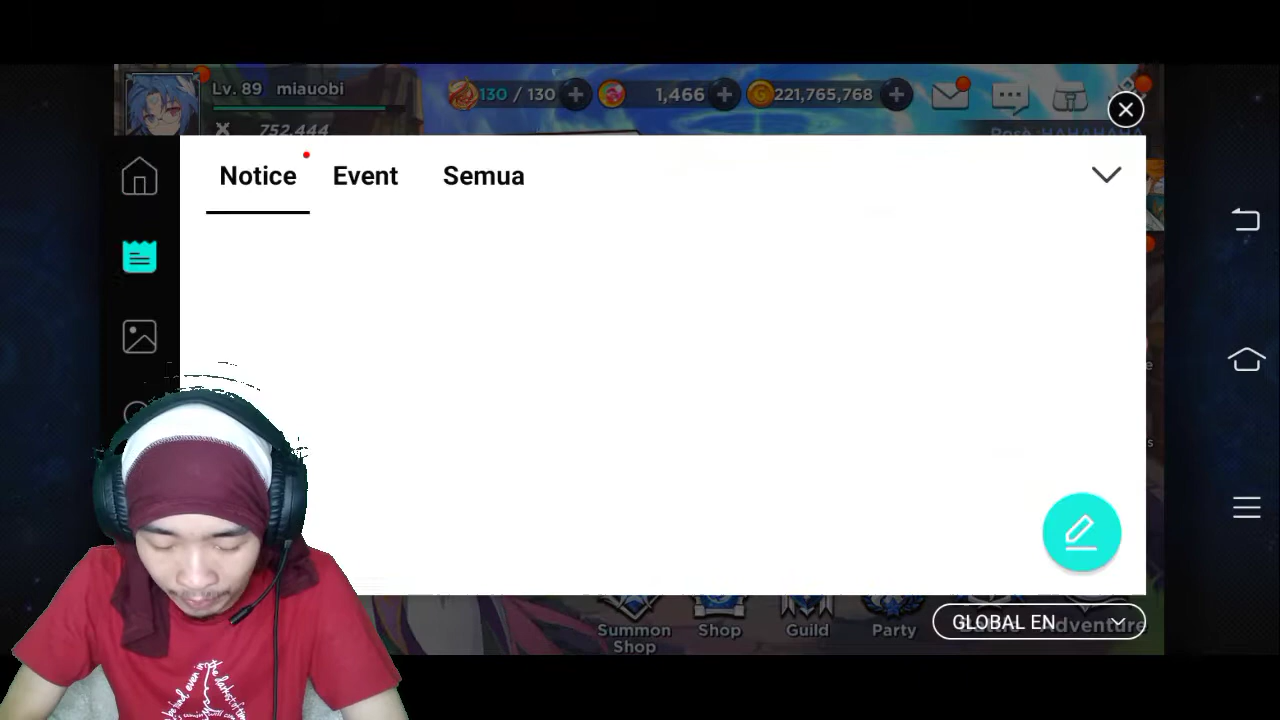 Lv. 89 miauobi
130 / 130
1,466
221,765,768
752,444
Notice
Event
Semua
Summon
Shop
Shop
Guild
Party
Adventure
GLOBAL EN